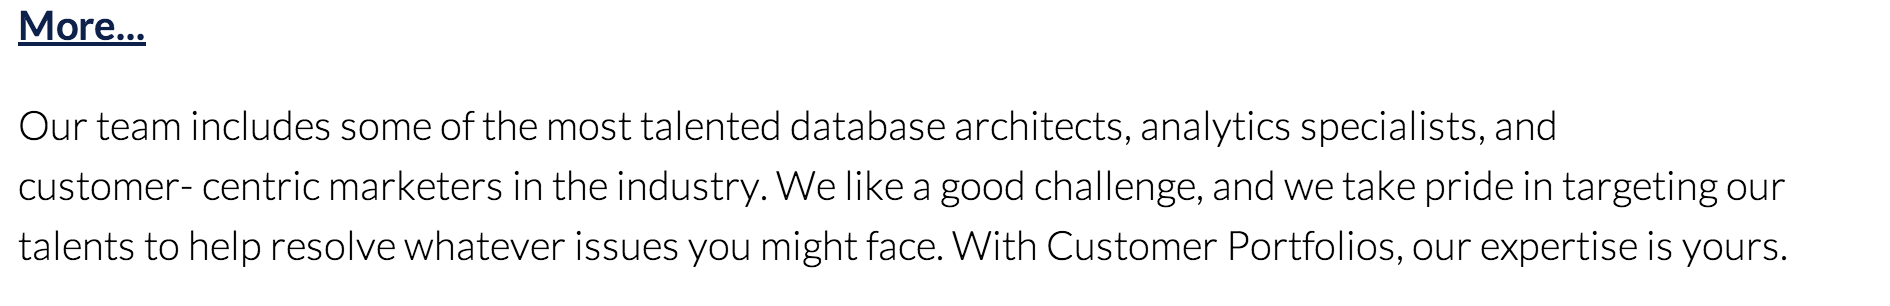 More...
Our team includes some of the most talented database architects, analytics specialists, and
customer- centric marketers in the industry. We like a good challenge, and we take pride in targeting our
talents to help resolve whatever issues you might face. With Customer Portfolios, our expertise is yours.